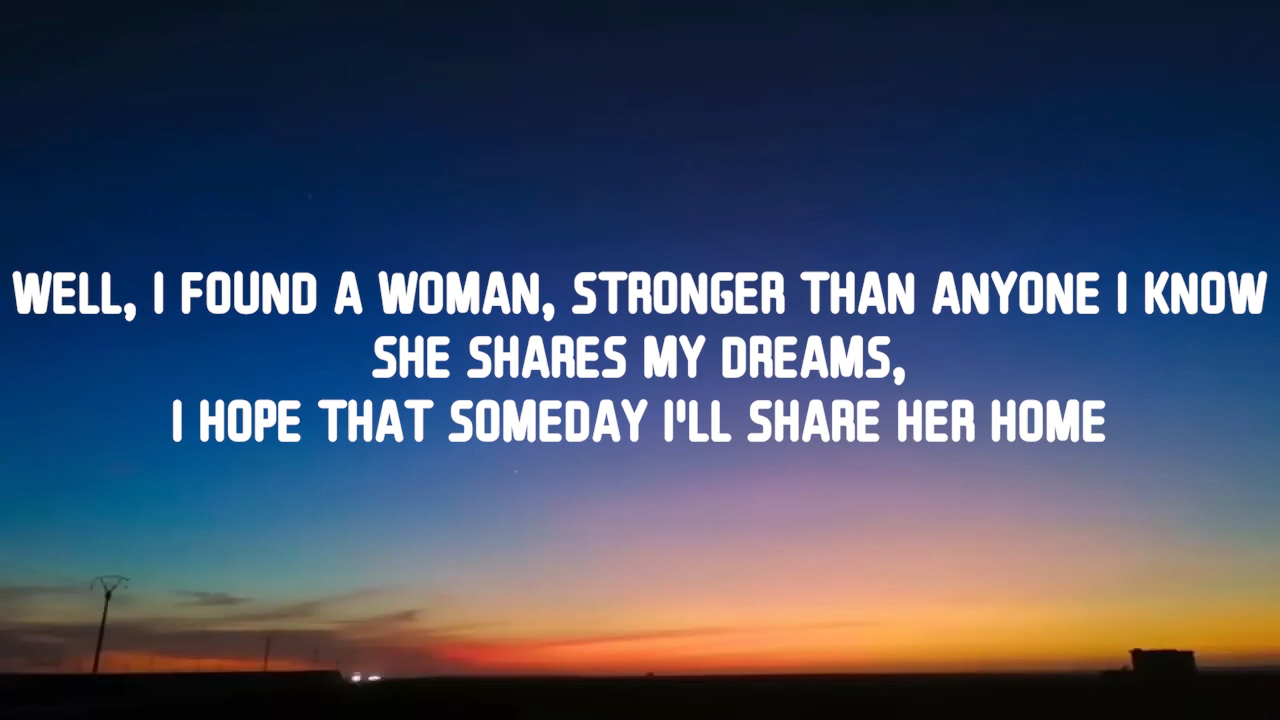 WELL, I FOUND A WOMAN, STRONGER THAN ANYONE I KNOW
SHE SHARES MY DREAMS,
I HOPE THAT SOMEDAY I'LL SHARE HER HOME